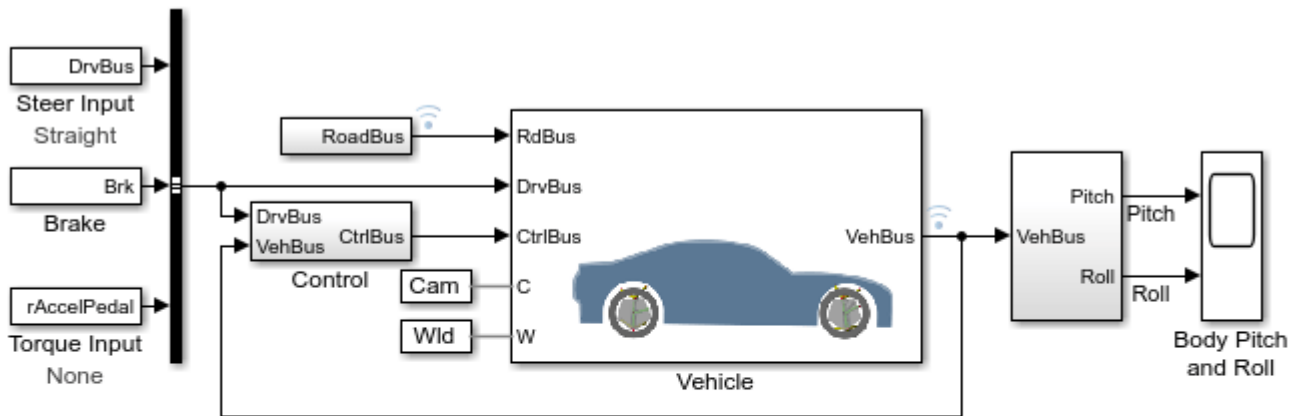 DrvBus
Steer Input
Straight
Brk
Brake
rAccelPedal
Torque Input
None
RoadBus
DrvBus
VehBus
CtrlBus
Control
Cam
Wld
RdBus
DrvBus
CtrlBus
C
W
VehBus
Vehicle
VehBus
Pitch
Roll
Pitch
Roll
Body Pitch
and Roll